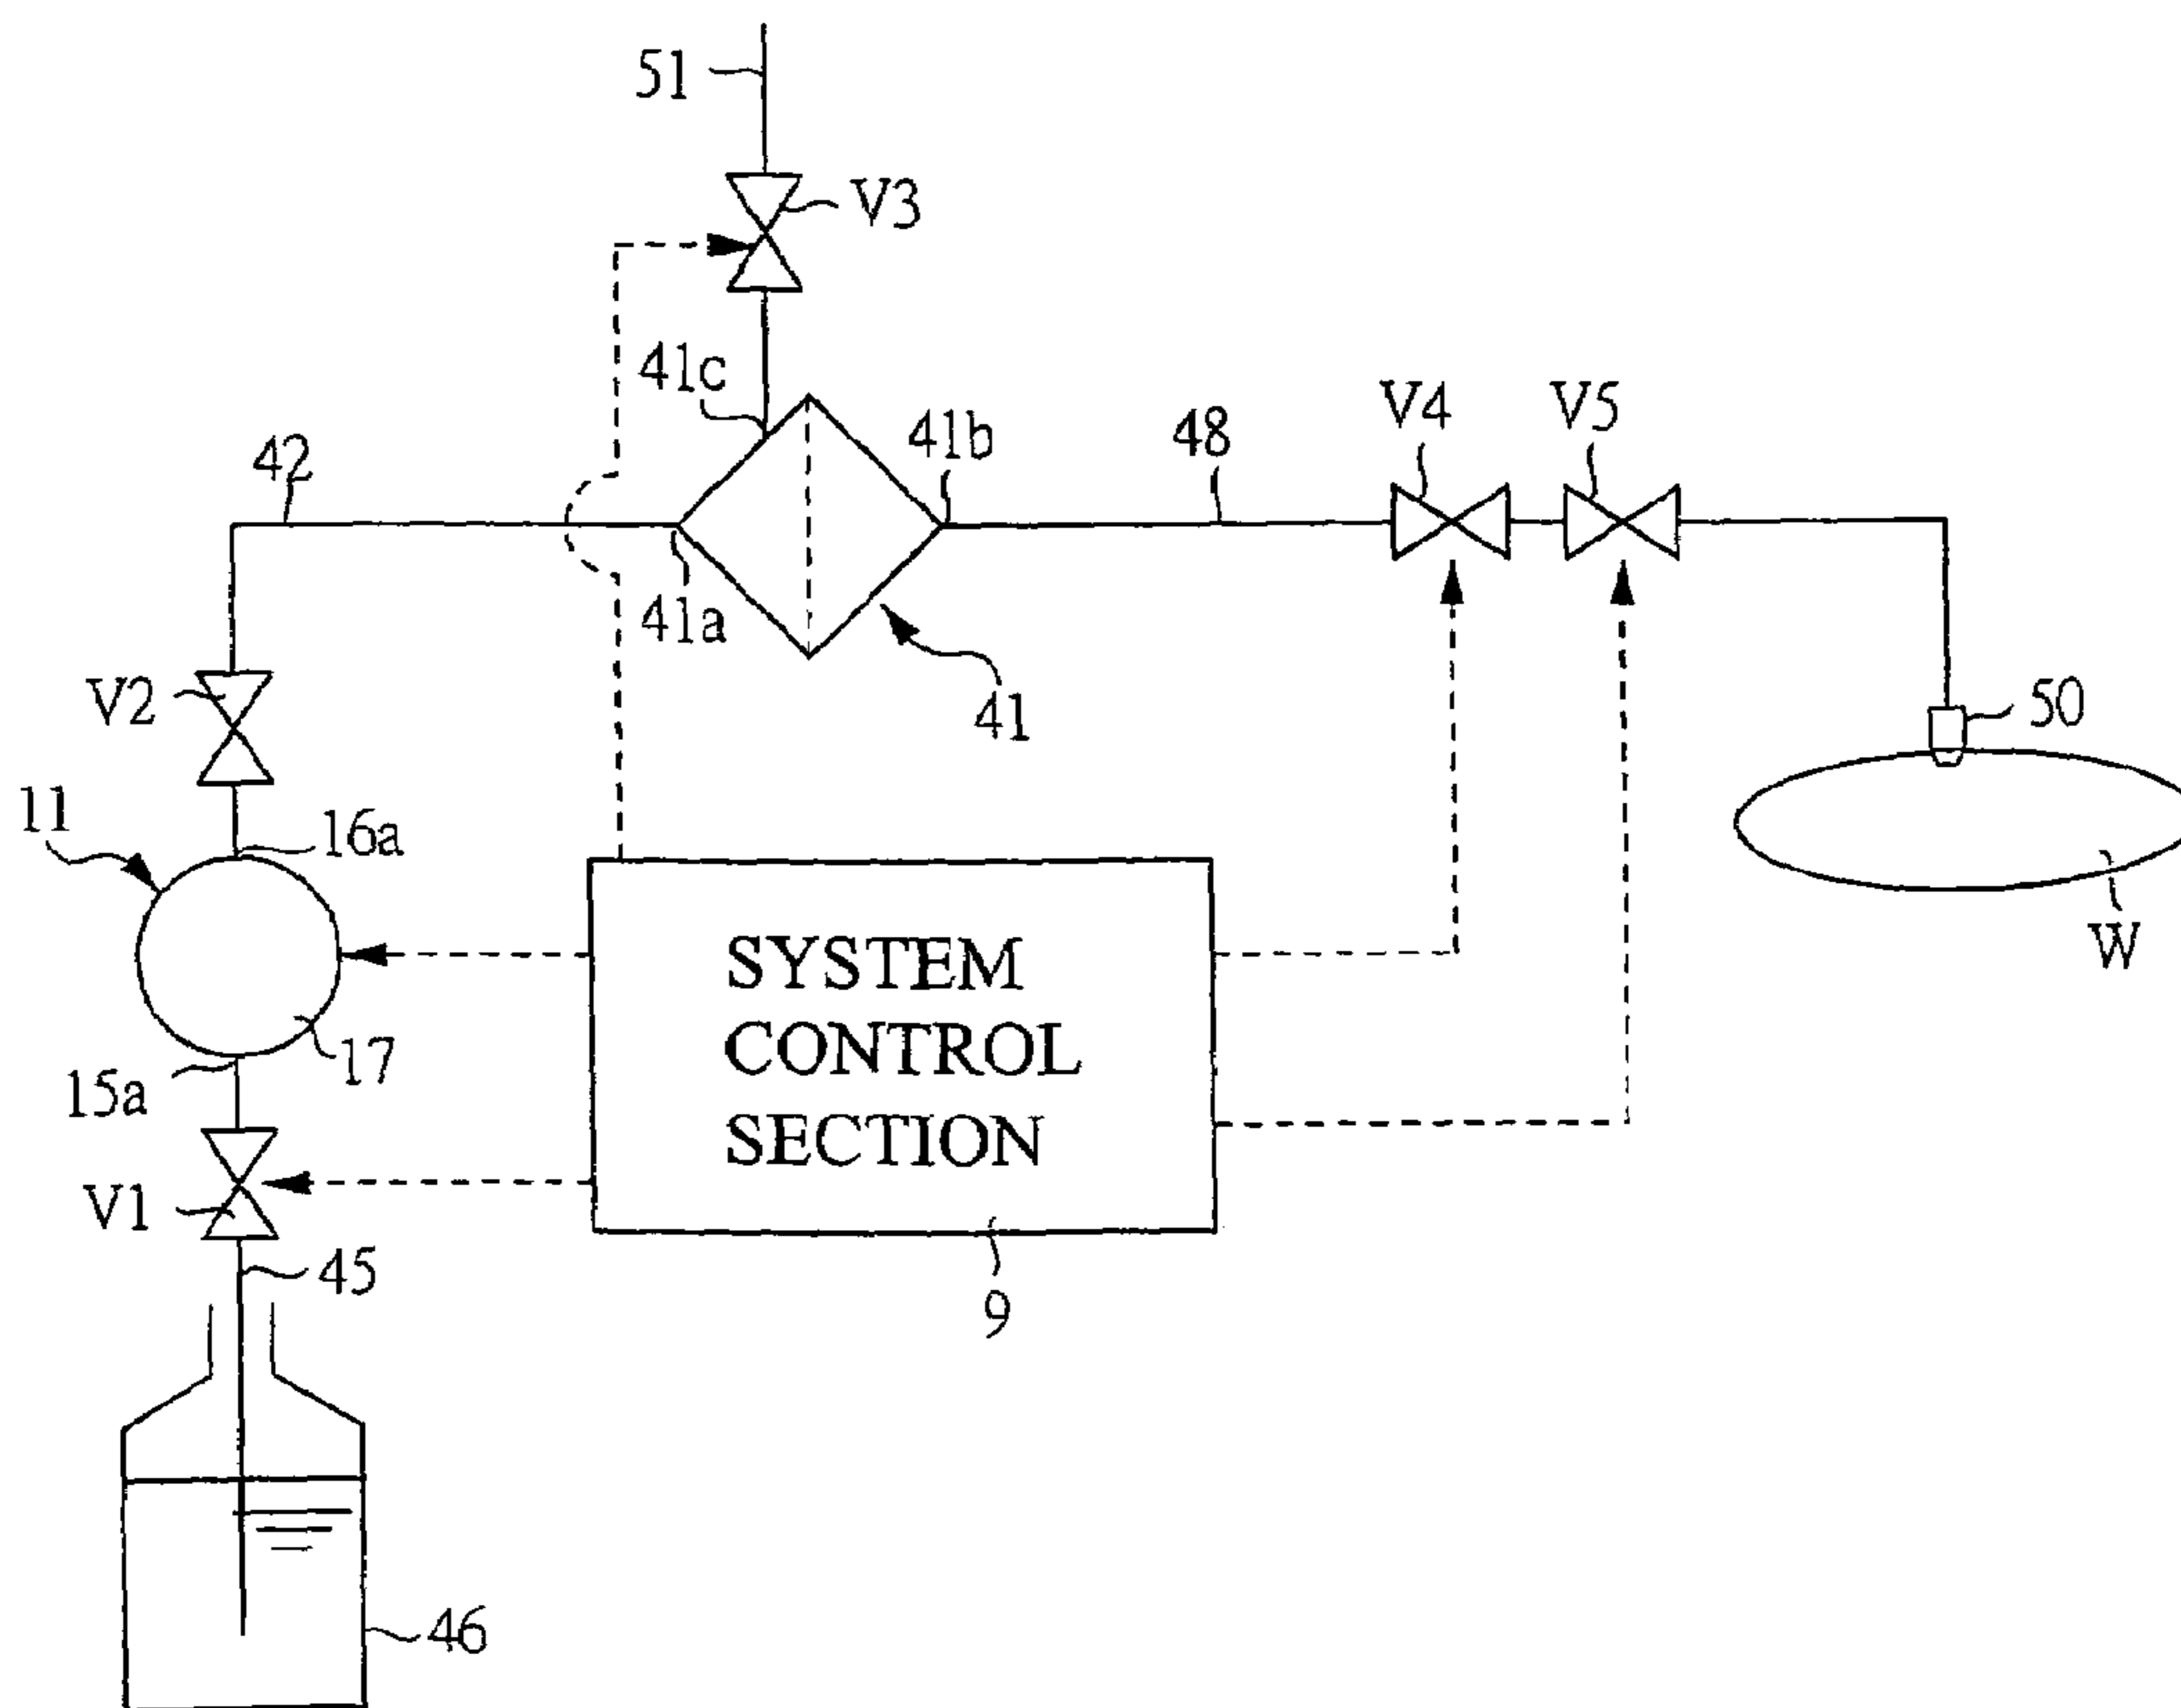 51
V3
41c
41b
48
V4
V5
42
41a
V2
41
50
11
16a
W
SYSTEM
CONTROL
SECTION
17
15a
V1
45
9
46